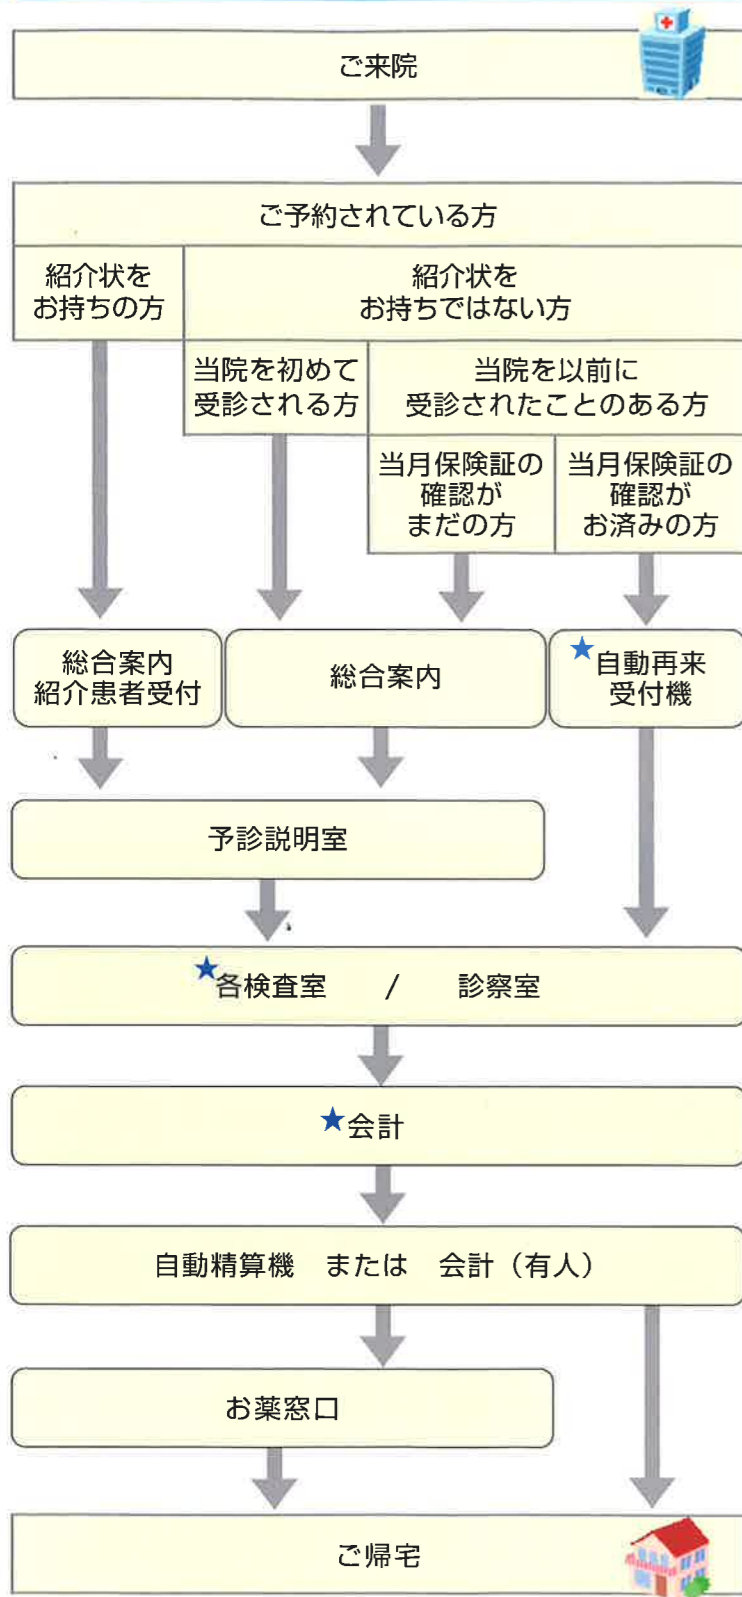 ご来院
ご予約されている方
紹介状を
お持ちの方
紹介状を
お持ちではない方
当院を初めて
受診される方
当院を以前に
受診されたことのある方
当月保険証の
確認が
まだの方
当月保険証の
確認が
お済みの方
総合案内
紹介患者受付
総合案内
★自動再来
受付機
予診説明室
★各検査室 / 診察室
★会計
自動精算機 または 会計（有人）
お薬窓口
ご帰宅